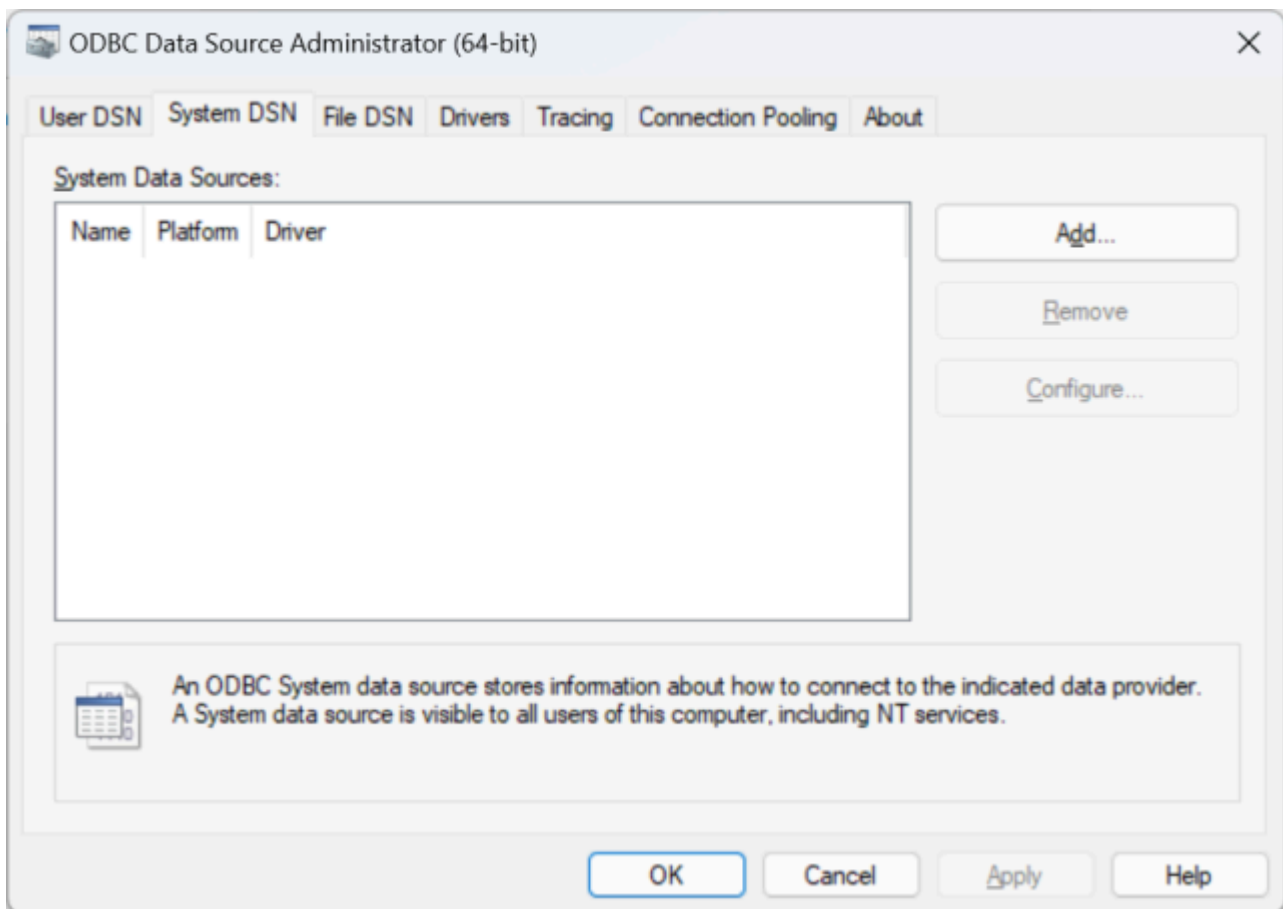 ODBC Data Source Administrator (64-bit)
User DSN System DSN File DSN Drivers Tracing Connection Pooling About
System Data Sources:
Name Platform Driver
Add...
Remove
Configure...
An ODBC System data source stores information about how to connect to the indicated data provider.
A System data source is visible to all users of this computer, including NT services.
OK Cancel Apply Help